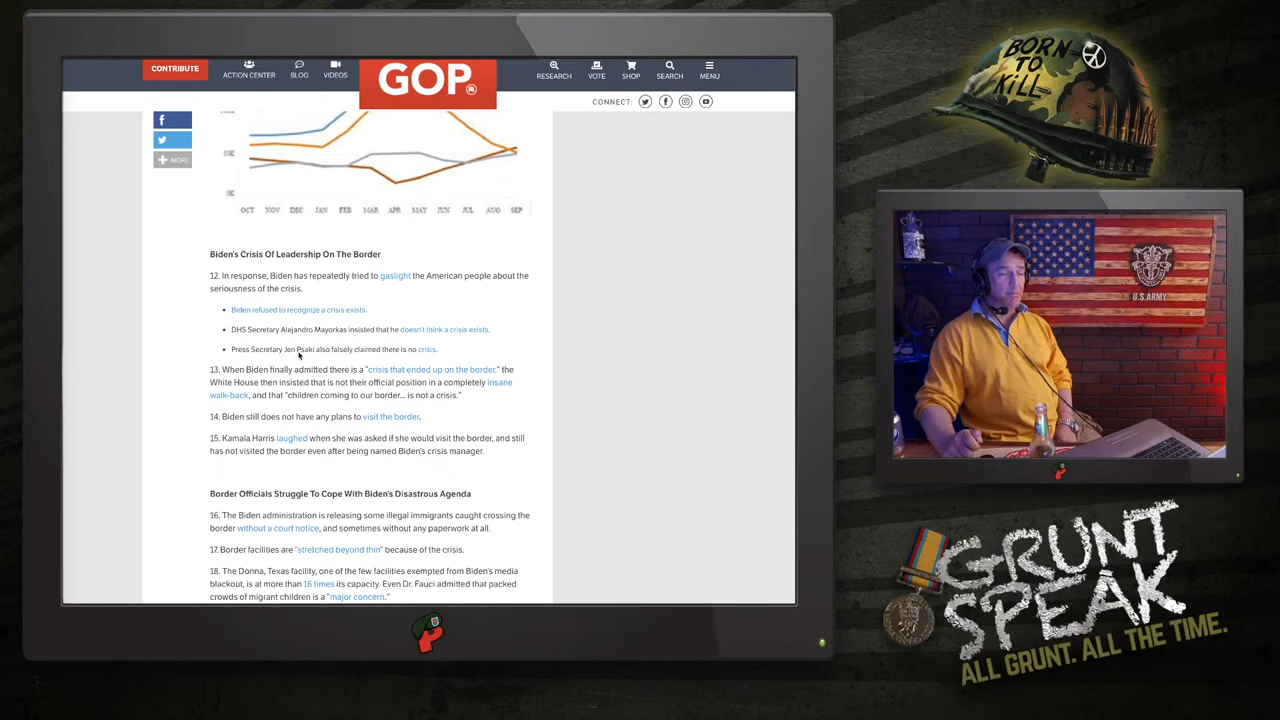 CONTRIBUTE
ACTION CENTER
BLOG
VIDEOS
GOP
RESEARCH
VOTE
SHOP
SEARCH
MENU
CONNECT:
MORE
0K
OCT NOV DEC JAN FEB MAR APR MAY JUN JUL AUG SEP
Biden's Crisis Of Leadership On The Border
12. In response, Biden has repeatedly tried to gaslight the American people about the
seriousness of the crisis.
• Biden refused to recognize a crisis exists.
• DHS Secretary Alejandro Mayorkas insisted that he doesn't think a crisis exists.
• Press Secretary Jen Psaki also falsely claimed there is no crisis.
13. When Biden finally admitted there is a "crisis that ended up on the border," the
White House then insisted that is not their official position in a completely insane
walk-back, and that "children coming to our border... is not a crisis."
14. Biden still does not have any plans to visit the border.
15. Kamala Harris laughed when she was asked if she would visit the border, and still
has not visited the border even after being named Biden's crisis manager.
Border Officials Struggle To Cope With Biden's Disastrous Agenda
16. The Biden administration is releasing some illegal immigrants caught crossing the
border without a court notice, and sometimes without any paperwork at all.
17. Border facilities are "stretched beyond thin" because of the crisis.
18. The Donna, Texas facility, one of the few facilities exempted from Biden's media
blackout, is at more than 16 times its capacity. Even Dr. Fauci admitted that packed
crowds of migrant children is a "major concern."
BORN
TO
KILL
U.S. ARMY
GRUNT
SPEAK
ALL GRUNT. ALL THE TIME.